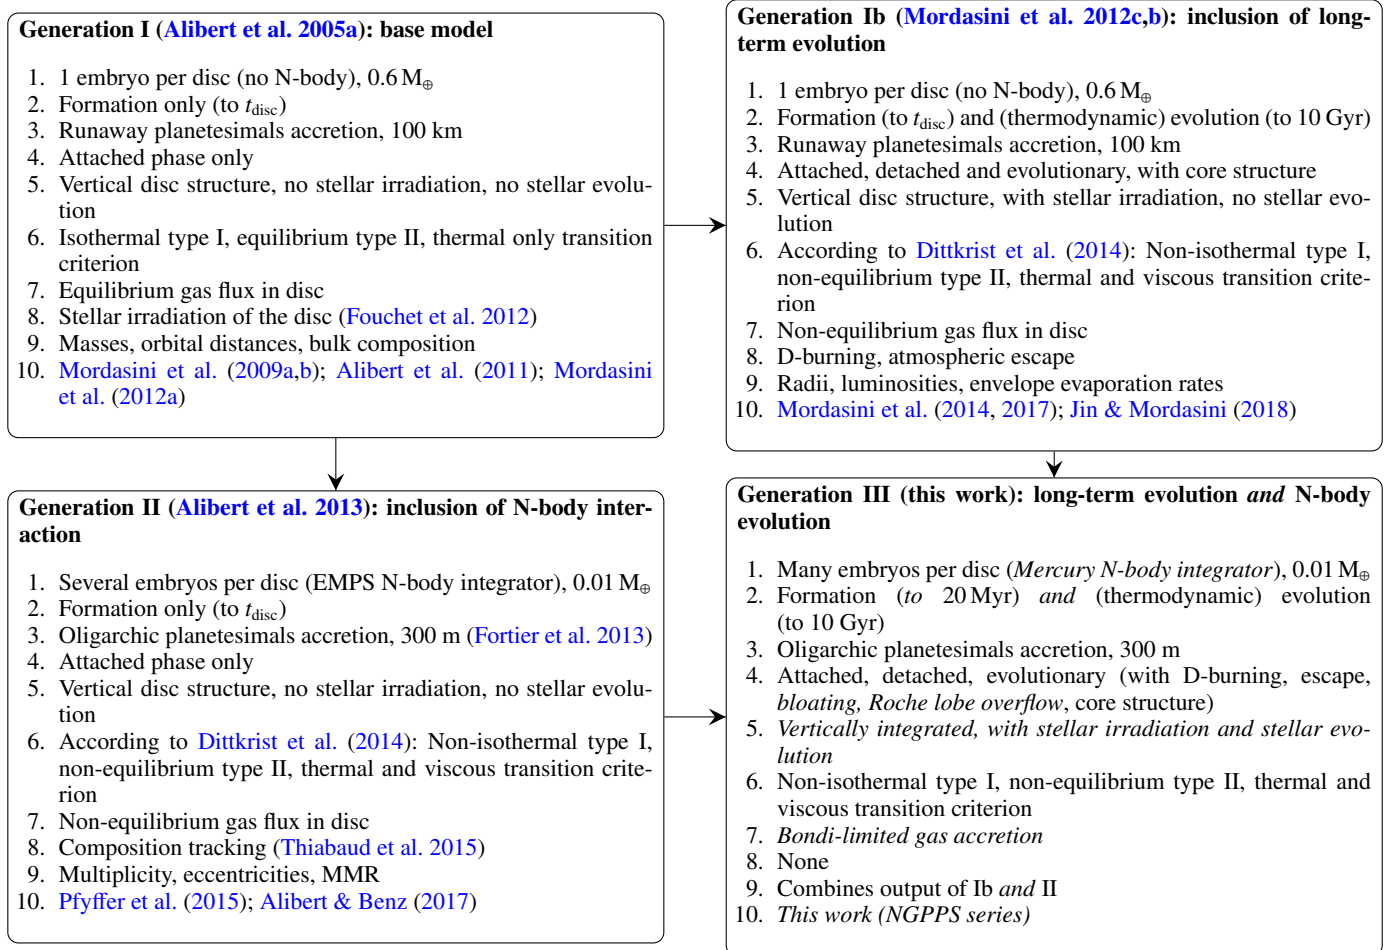 Generation I (Alibert et al. 2005a): base model
1. 1 embryo per disc (no N-body), 0.6 M⊕
2. Formation only (to t_disc)
3. Runaway planetesimals accretion, 100 km
4. Attached phase only
5. Vertical disc structure, no stellar irradiation, no stellar evolu-
tion
6. Isothermal type I, equilibrium type II, thermal only transition
criterion
7. Equilibrium gas flux in disc
8. Stellar irradiation of the disc (Fouchet et al. 2012)
9. Masses, orbital distances, bulk composition
10. Mordasini et al. (2009a,b); Alibert et al. (2011); Mordasini
et al. (2012a)
Generation Ib (Mordasini et al. 2012c,b): inclusion of long-
term evolution
1. 1 embryo per disc (no N-body), 0.6 M⊕
2. Formation (to t_disc) and (thermodynamic) evolution (to 10 Gyr)
3. Runaway planetesimals accretion, 100 km
4. Attached, detached and evolutionary, with core structure
5. Vertical disc structure, with stellar irradiation, no stellar evo-
lution
6. According to Dittkrist et al. (2014): Non-isothermal type I,
non-equilibrium type II, thermal and viscous transition crite-
rion
7. Non-equilibrium gas flux in disc
8. D-burning, atmospheric escape
9. Radii, luminosities, envelope evaporation rates
10. Mordasini et al. (2014, 2017); Jin & Mordasini (2018)
Generation II (Alibert et al. 2013): inclusion of N-body inter-
action
1. Several embryos per disc (EMPS N-body integrator), 0.01 M⊕
2. Formation only (to t_disc)
3. Oligarchic planetesimals accretion, 300 m (Fortier et al. 2013)
4. Attached phase only
5. Vertical disc structure, no stellar irradiation, no stellar evolu-
tion
6. According to Dittkrist et al. (2014): Non-isothermal type I,
non-equilibrium type II, thermal and viscous transition crite-
rion
7. Non-equilibrium gas flux in disc
8. Composition tracking (Thiabaud et al. 2015)
9. Multiplicity, eccentricities, MMR
10. Pfyffer et al. (2015); Alibert & Benz (2017)
Generation III (this work): long-term evolution and N-body
evolution
1. Many embryos per disc (Mercury N-body integrator), 0.01 M⊕
2. Formation (to 20 Myr) and (thermodynamic) evolution
(to 10 Gyr)
3. Oligarchic planetesimals accretion, 300 m
4. Attached, detached, evolutionary (with D-burning, escape,
bloating, Roche lobe overflow, core structure)
5. Vertically integrated, with stellar irradiation and stellar evo-
lution
6. Non-isothermal type I, non-equilibrium type II, thermal and
viscous transition criterion
7. Bondi-limited gas accretion
8. None
9. Combines output of Ib and II
10. This work (NGPPS series)